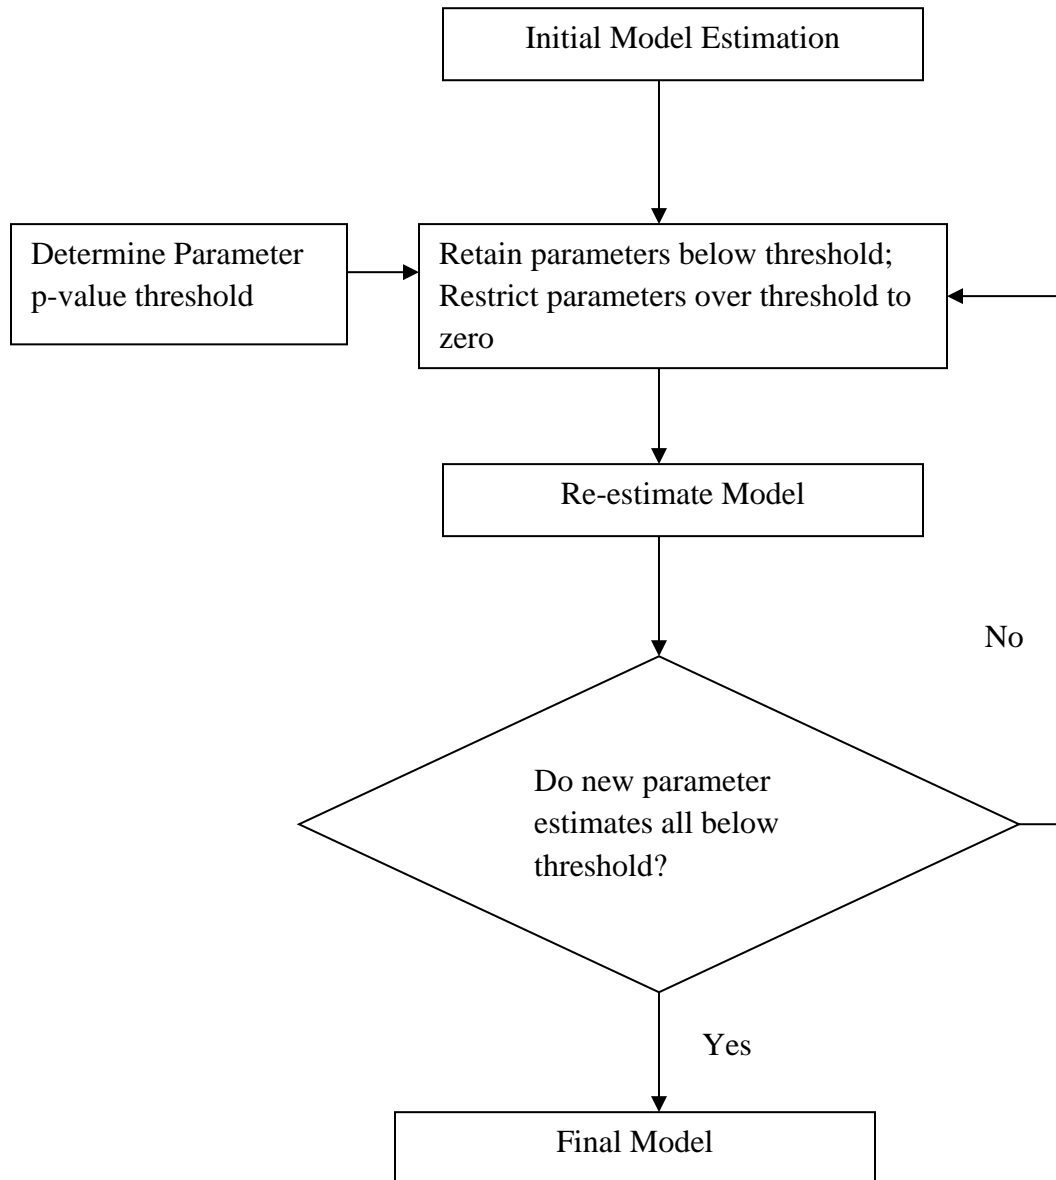 Initial Model Estimation
Determine Parameter
p-value threshold
Retain parameters below threshold;
Restrict parameters over threshold to
zero
Re-estimate Model
No
Do new parameter
estimates all below
threshold?
Yes
Final Model